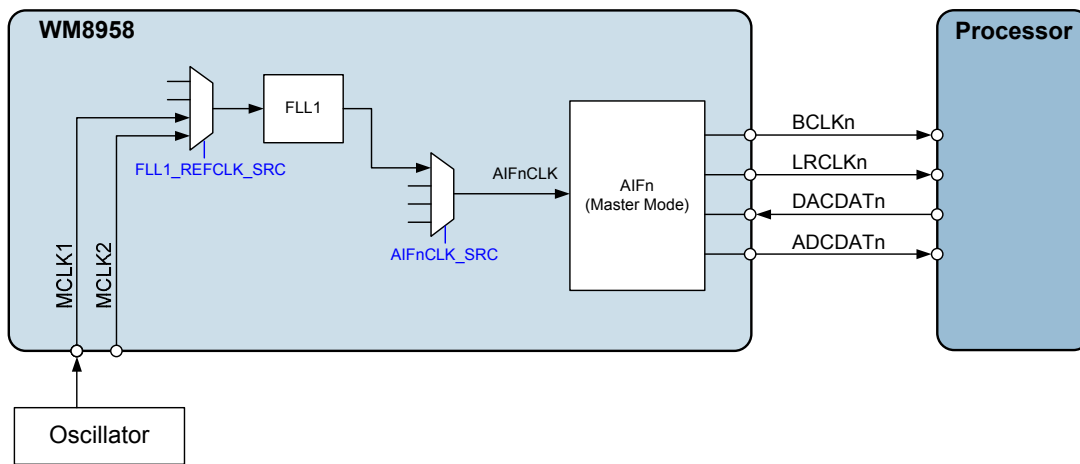 WM8958
Processor
FLL1
BCLKn
FLL1_REFCLK_SRC
LRCLKn
AIFnCLK
AIFn
(Master Mode)
DACDATn
AIFnCLK_SRC
ADCDATn
MCLK1
MCLK2
Oscillator